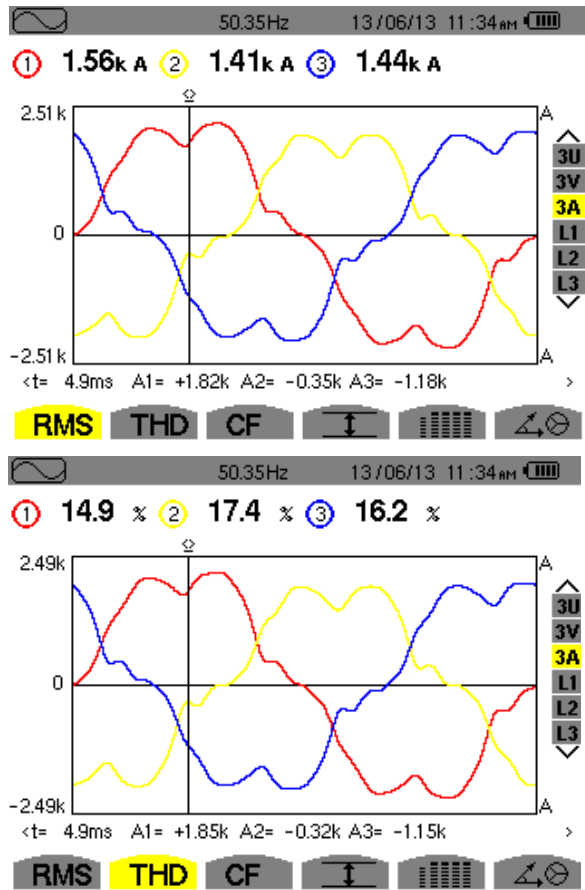 50.35Hz 13/06/13 11:34AM
1 1.56k A 2 1.41k A 3 1.44k A
2.51k A
3U
3V
3A
0
L1
L2
L3
-2.51k A
<t= 4.9ms A1= +1.82k A2= -0.35k A3= -1.18k >
RMS THD CF
50.35Hz 13/06/13 11:34AM
1 14.9 % 2 17.4 % 3 16.2 %
2.49k A
3U
3V
3A
0 L1
L2
L3
-2.49k A
<t= 4.9ms A1= +1.85k A2= -0.32k A3= -1.15k >
RMS THD CF